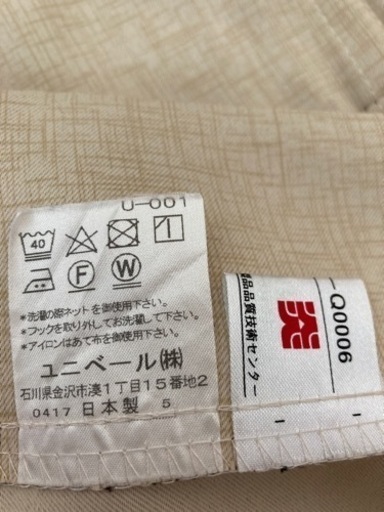 U-001
40
F W
*洗濯の際ネットを御使用下さい。
*フックを取り外してお洗濯して下さい。
*アイロンはあて布を御使用下さい。
ユニベール(株)
石川県金沢市湊1丁目15番地2
0417 日本製 5
Q0006
品質技術センター